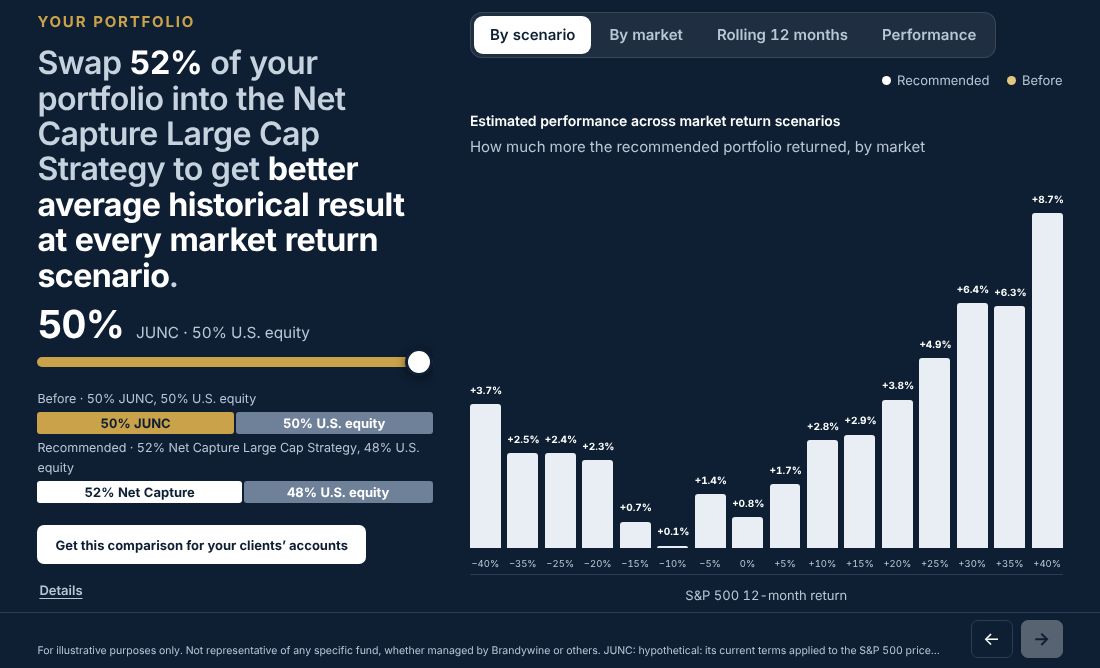 YOUR PORTFOLIO
Swap 52% of your
portfolio into the Net
Capture Large Cap
Strategy to get better
average historical result
at every market return
scenario.
50% JUNC · 50% U.S. equity
Before · 50% JUNC, 50% U.S. equity
50% JUNC 50% U.S. equity
Recommended · 52% Net Capture Large Cap Strategy, 48% U.S.
equity
52% Net Capture 48% U.S. equity
Get this comparison for your clients’ accounts
Details
By scenario By market Rolling 12 months Performance
Recommended Before
Estimated performance across market return scenarios
How much more the recommended portfolio returned, by market
+3.7% +2.5% +2.4% +2.3% +0.7% +0.1% +1.4% +0.8% +1.7% +2.8% +2.9% +3.8% +4.9% +6.4% +6.3% +8.7%
−40% −35% −25% −20% −15% −10% −5% 0% +5% +10% +15% +20% +25% +30% +35% +40%
S&P 500 12-month return
For illustrative purposes only. Not representative of any specific fund, whether managed by Brandywine or others. JUNC: hypothetical: its current terms applied to the S&P 500 price...